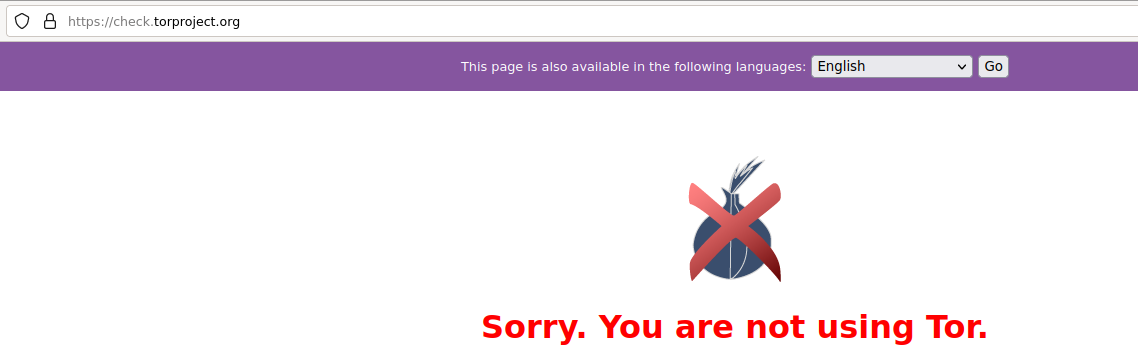 https://check.torproject.org
This page is also available in the following languages: English Go
Sorry. You are not using Tor.